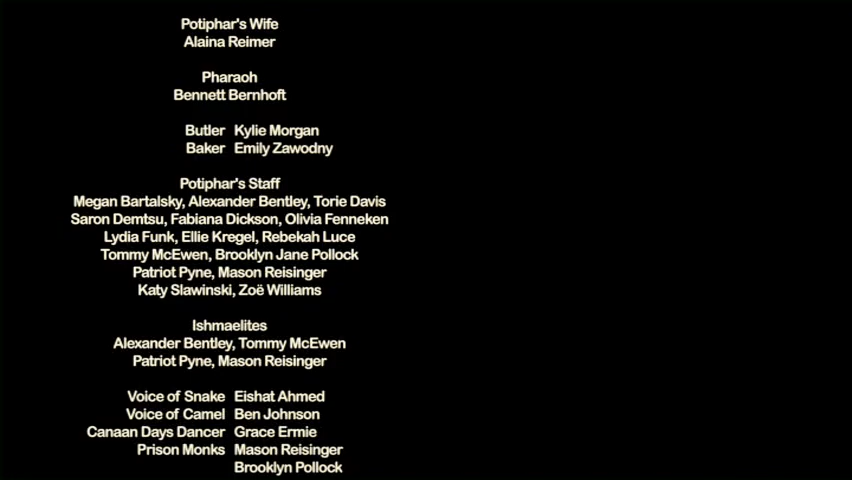 Potiphar's Wife
Alaina Reimer
Pharaoh
Bennett Bernhoft
Butler Kylie Morgan
Baker Emily Zawodny
Potiphar's Staff
Megan Bartalsky, Alexander Bentley, Torie Davis
Saron Demtsu, Fabiana Dickson, Olivia Fenneken
Lydia Funk, Ellie Kregel, Rebekah Luce
Tommy McEwen, Brooklyn Jane Pollock
Patriot Pyne, Mason Reisinger
Katy Slawinski, Zoë Williams
Ishmaelites
Alexander Bentley, Tommy McEwen
Patriot Pyne, Mason Reisinger
Voice of Snake Eishat Ahmed
Voice of Camel Ben Johnson
Canaan Days Dancer Grace Ermie
Prison Monks Mason Reisinger
Brooklyn Pollock